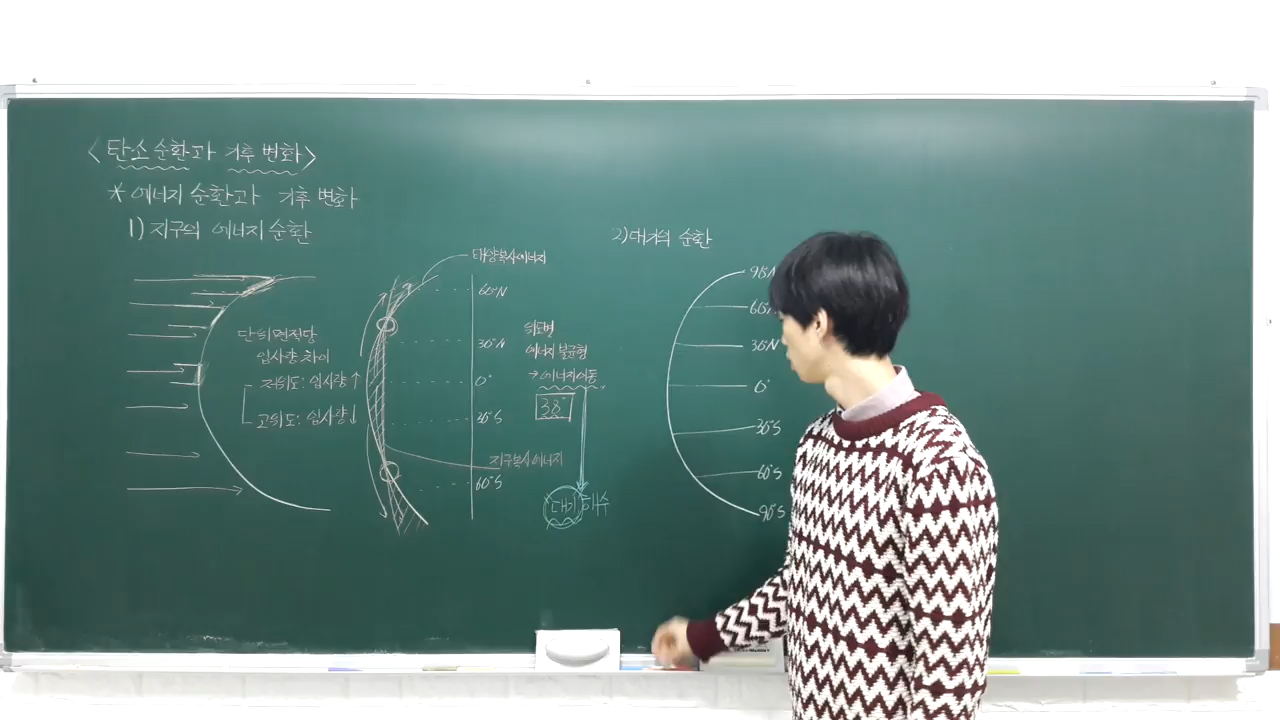 <탄소 순환과 기후 변화>
* 에너지 순환과 기후 변화
1) 지구의 에너지 순환
단위면적당
입사량 차이
저위도: 입사량↑
고위도: 입사량↓
태양복사에너지
60°N
30°N
0°
30°S
지구복사에너지
60°S
위도별
에너지 불균형
→에너지이동
38°
대기 해수
2) 대기의 순환
90°N
60°N
30°N
0°
30°S
60°S
90°S